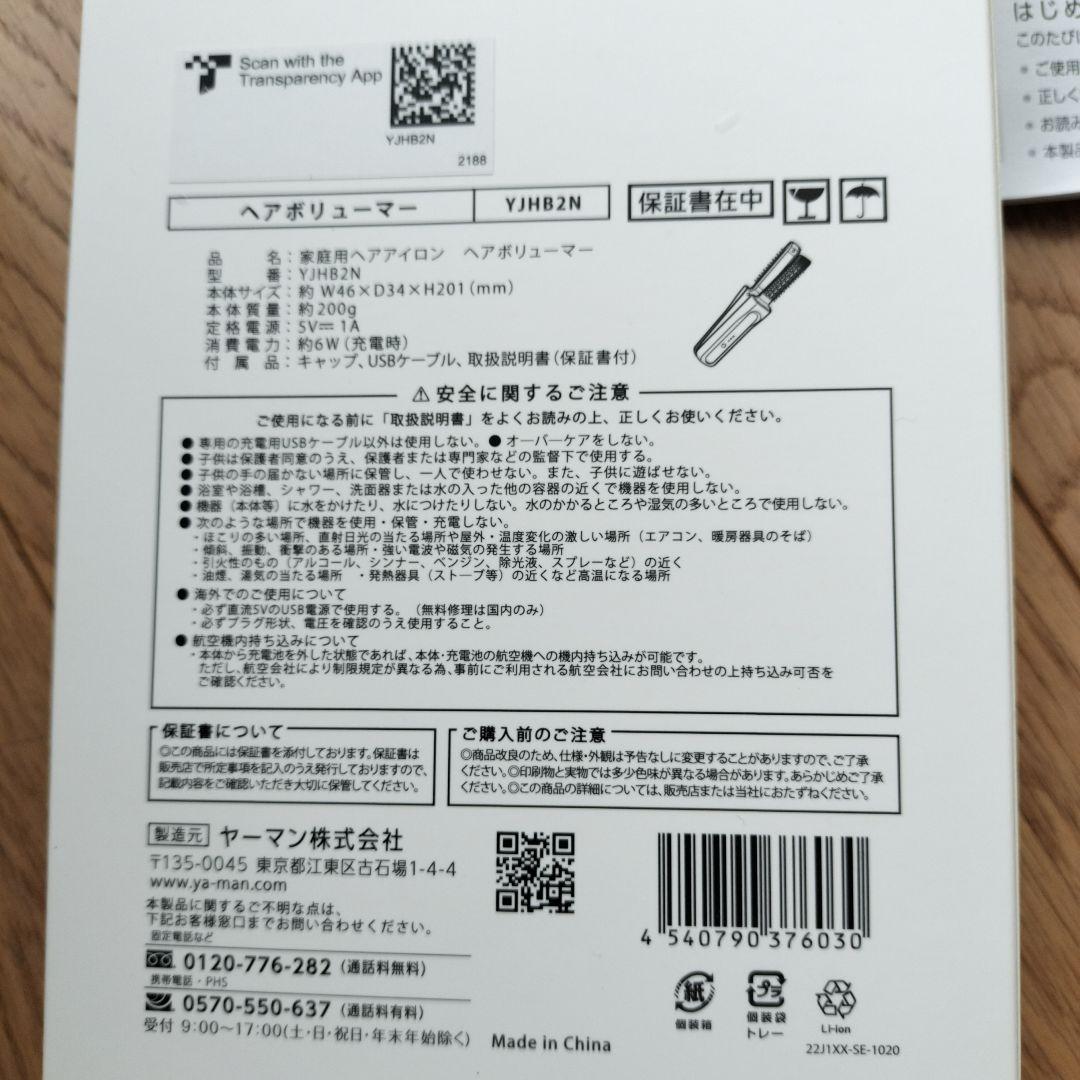 Scan with the
Transparency App
YJHB2N
2188
はじめ
このたび
• ご使用
• 正しく
• お読み
• 本製品
ヘアボリューマー YJHB2N 保証書在中
品名：家庭用ヘアアイロン ヘアボリューマー
型番：YJHB2N
本体サイズ：約 W46×D34×H201（mm）
本体質量：約200g
定格電源：5V⎓1A
消費電力：約6W（充電時）
付属品：キャップ、USBケーブル、取扱説明書（保証書付）
⚠安全に関するご注意
ご使用になる前に「取扱説明書」をよくお読みの上、正しくお使いください。
● 専用の充電用USBケーブル以外は使用しない。● オーバーケアをしない。
● 子供は保護者同意のうえ、保護者または専門家などの監督下で使用する。
● 子供の手の届かない場所に保管し、一人で使わせない。また、子供に遊ばせない。
● 浴室や浴槽、シャワー、洗面器または水の入った他の容器の近くで機器を使用しない。
● 機器（本体等）に水をかけたり、水につけたりしない。水のかかるところや湿気の多いところで使用しない。
● 次のような場所で機器を使用・保管・充電しない。
・ほこりの多い場所、直射日光の当たる場所や屋外・温度変化の激しい場所（エアコン、暖房器具のそば）
・傾斜、振動、衝撃のある場所・強い電波や磁気の発生する場所
・引火性のもの（アルコール、シンナー、ベンジン、除光液、スプレーなど）の近く
・油煙、湯気の当たる場所 ・発熱器具（ストーブ等）の近くなど高温になる場所
● 海外でのご使用について
・必ず直流5VのUSB電源で使用する。（無料修理は国内のみ）
・必ずプラグ形状、電圧を確認のうえ使用すること。
● 航空機内持ち込みについて
・本体から充電池を外した状態であれば、本体・充電池の航空機への機内持ち込みが可能です。
ただし、航空会社により制限規定が異なる為、事前にご利用される航空会社にお問い合わせの上持ち込み可否を
ご確認ください。
保証書について
◎この商品には保証書を添付しております。保証書は
販売店で所定事項を記入のうえ発行しておりますので、
記載内容をご確認いただき大切に保管してください。
ご購入前のご注意
◎商品改良のため、仕様・外観は予告なしに変更することがありますので、ご了承
ください。◎印刷物と実物では多少色味が異なる場合があります。あらかじめご了承
ください。◎この商品の詳細については、販売店または当社におたずねください。
製造元 ヤーマン株式会社
〒135-0045 東京都江東区古石場1-4-4
www.ya-man.com
本製品に関するご不明な点は、
下記お客様窓口までお問い合わせください。
固定電話など
0120-776-282（通話料無料）
携帯電話・PHS
0570-550-637（通話料有料）
受付 9:00～17:00（土・日・祝日・年末年始除く）
Made in China
4 540790 376030
紙
個装箱
プラ
個装袋
トレー
Li-ion
22J1XX-SE-1020